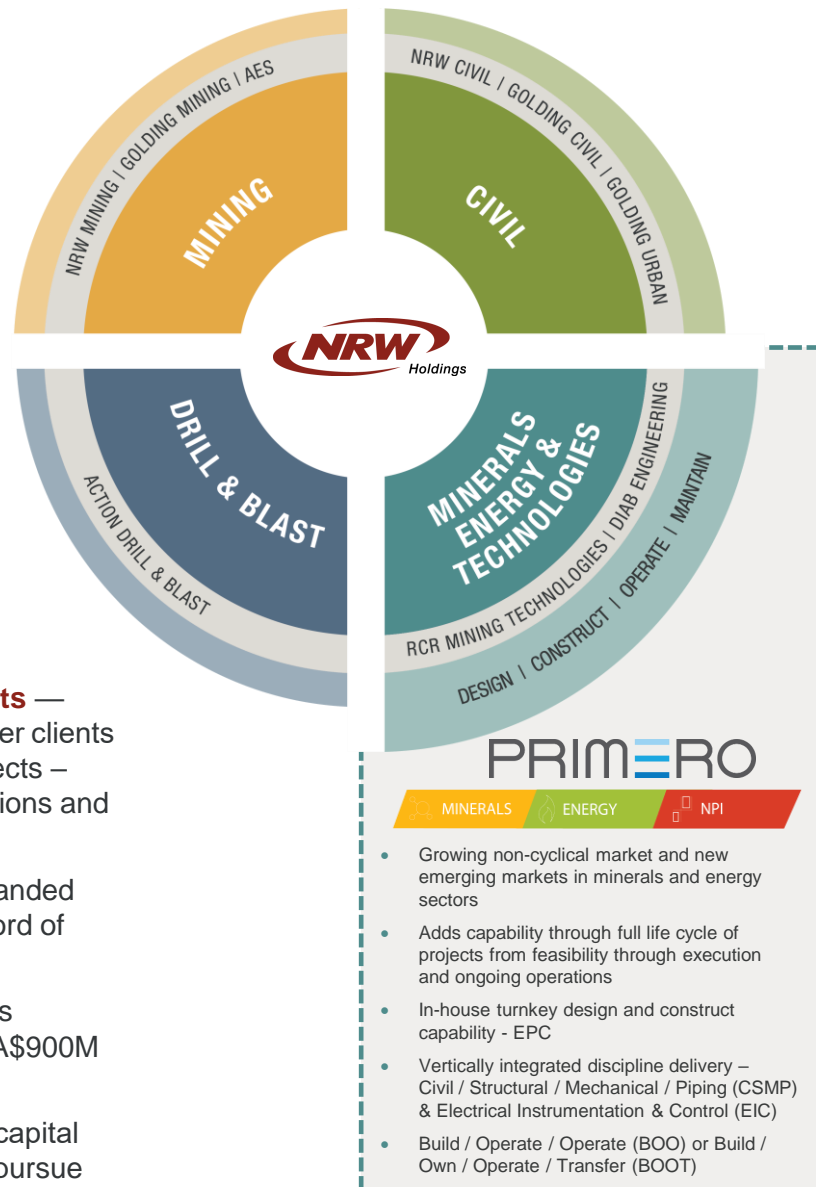 NRW MINING | GOLDING MINING | AES
MINING
NRW CIVIL | GOLDING CIVIL | GOLDING URBAN
CIVIL
NRW
Holdings
DRILL & BLAST
ACTION DRILL & BLAST
MINERALS
ENERGY &
TECHNOLOGIES
RCR MINING TECHNOLOGIES | DIAB ENGINEERING
DESIGN | CONSTRUCT | OPERATE | MAINTAIN
ts —
er clients
ects –
ions and
anded
ord of
s
A$900M
capital
oursue
PRIMERO
MINERALS ENERGY NPI
• Growing non-cyclical market and new
emerging markets in minerals and energy
sectors
• Adds capability through full life cycle of
projects from feasibility through execution
and ongoing operations
• In-house turnkey design and construct
capability - EPC
• Vertically integrated discipline delivery –
Civil / Structural / Mechanical / Piping (CSMP)
& Electrical Instrumentation & Control (EIC)
• Build / Operate / Operate (BOO) or Build /
Own / Operate / Transfer (BOOT)